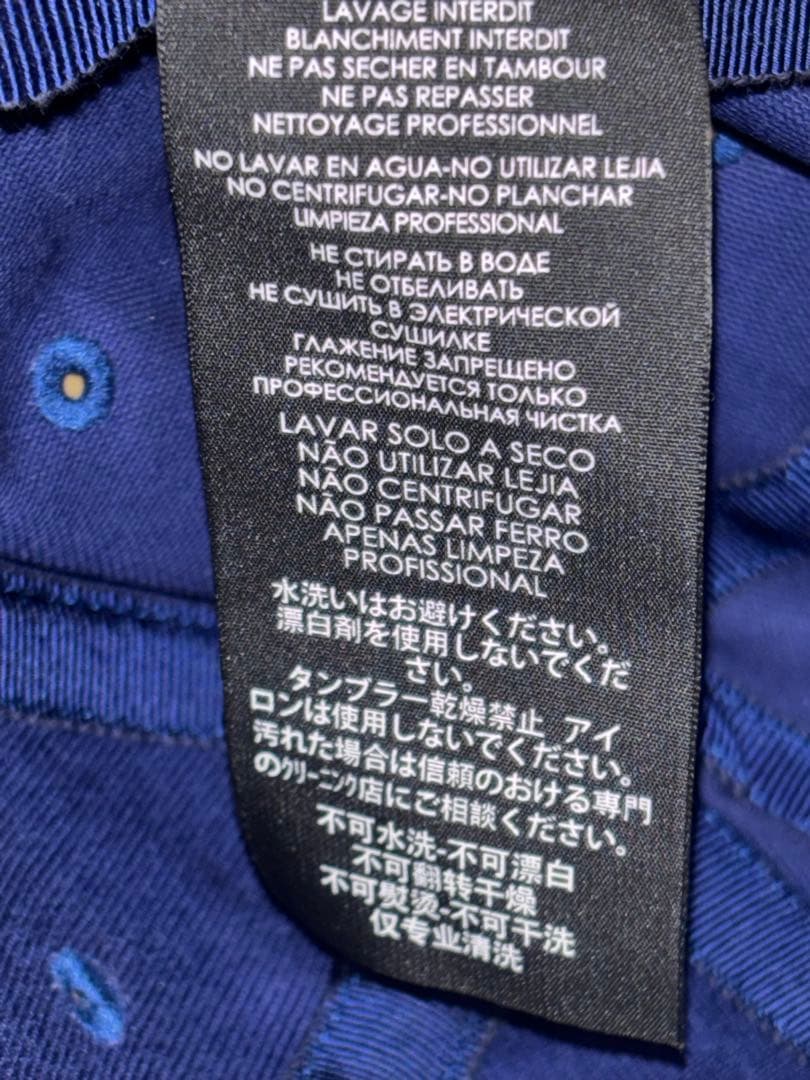 LAVAGE INTERDIT
BLANCHIMENT INTERDIT
NE PAS SECHER EN TAMBOUR
NE PAS REPASSER
NETTOYAGE PROFESSIONNEL
NO LAVAR EN AGUA-NO UTILIZAR LEJIA
NO CENTRIFUGAR-NO PLANCHAR
LIMPIEZA PROFESSIONAL
НЕ СТИРАТЬ В ВОДЕ
НЕ ОТБЕЛИВАТЬ
НЕ СУШИТЬ В ЭЛЕКТРИЧЕСКОЙ
СУШИЛКЕ
ГЛАЖЕНИЕ ЗАПРЕЩЕНО
РЕКОМЕНДУЕТСЯ ТОЛЬКО
ПРОФЕССИОНАЛЬНАЯ ЧИСТКА
LAVAR SOLO A SECO
NÃO UTILIZAR LEJIA
NÃO CENTRIFUGAR
NÃO PASSAR FERRO
APENAS LIMPEZA
PROFISSIONAL
水洗いはお避けください。
漂白剤を使用しないでくだ
さい。
タンブラー乾燥禁止 アイ
ロンは使用しないでください。
汚れた場合は信頼のおける専門
のクリーニング店にご相談ください。
不可水洗-不可漂白
不可翻转干燥
不可熨烫-不可干洗
仅专业清洗